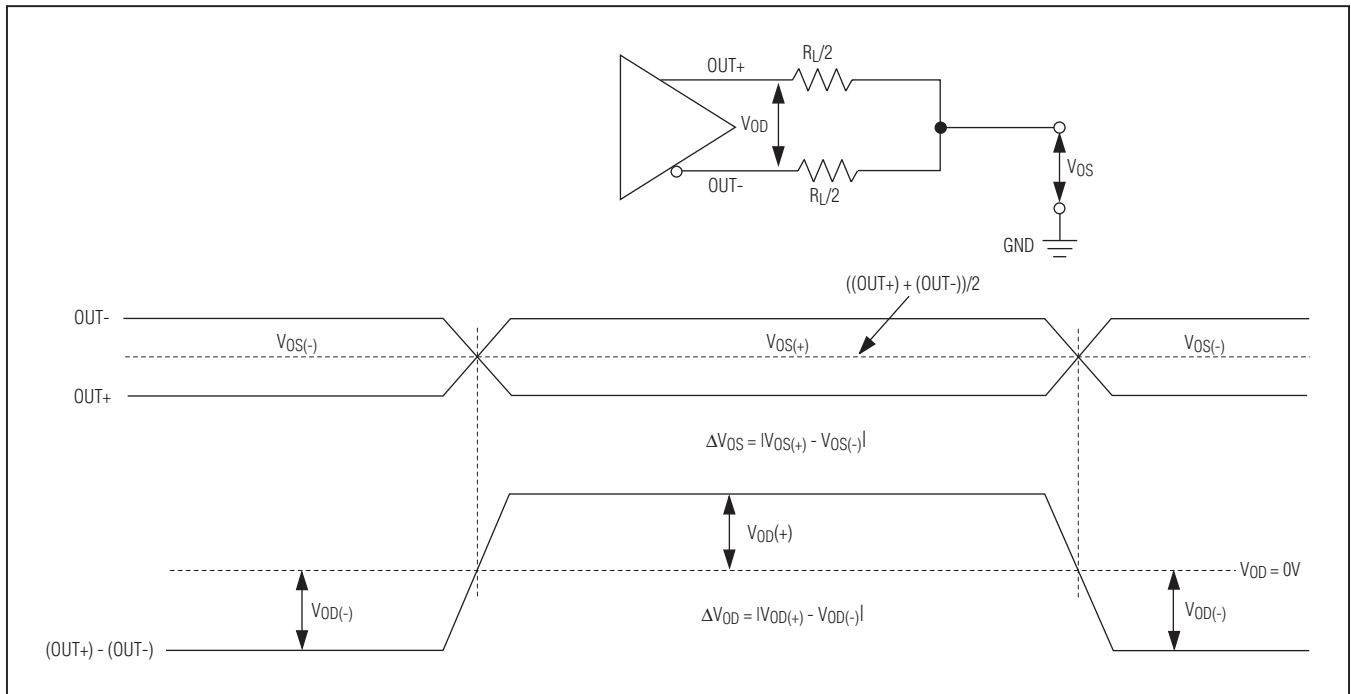 OUT+
RL/2
VOD
OUT-
RL/2
VOS
GND
((OUT+) + (OUT-))/2
OUT-
VOS(-)
VOS(+)
VOS(-)
OUT+
ΔVOS = |VOS(+) - VOS(-)|
VOD(+)
VOD = 0V
VOD(-)
ΔVOD = |VOD(+) - VOD(-)|
VOD(-)
(OUT+) - (OUT-)